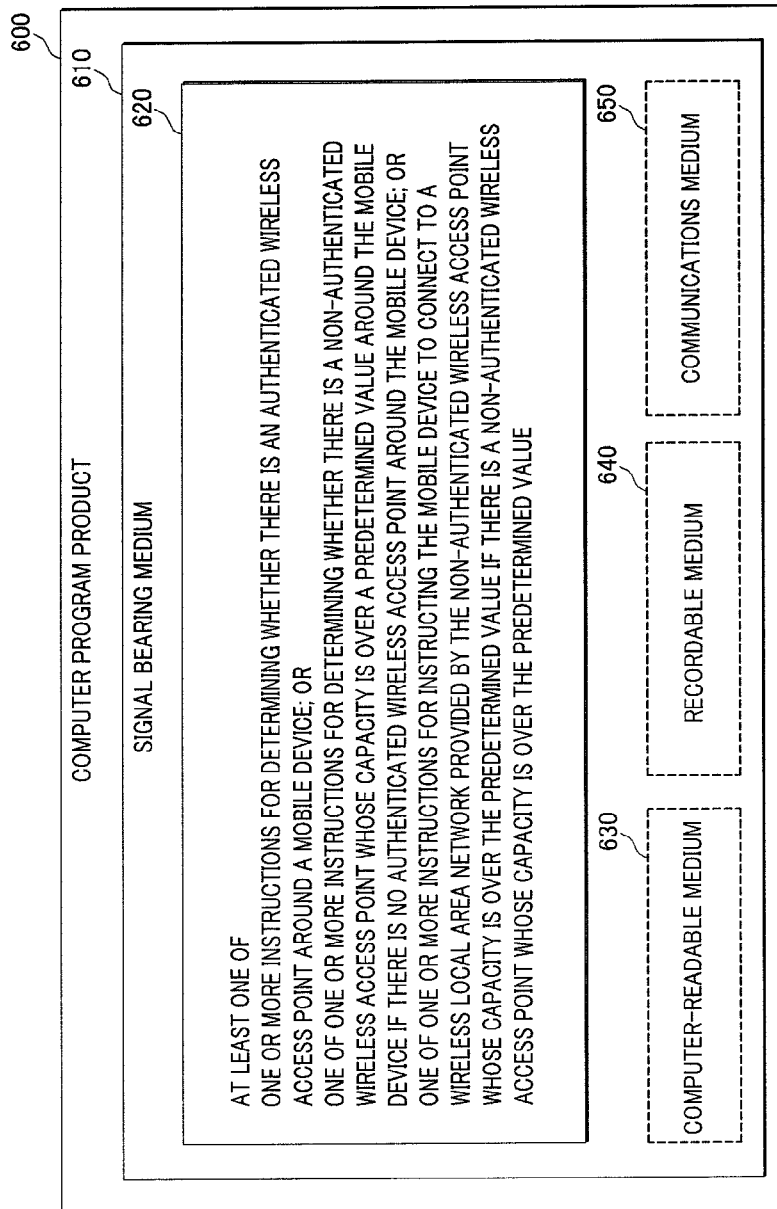 COMPUTER PROGRAM PRODUCT
600
SIGNAL BEARING MEDIUM
610
620
AT LEAST ONE OF
ONE OR MORE INSTRUCTIONS FOR DETERMINING WHETHER THERE IS AN AUTHENTICATED WIRELESS
ACCESS POINT AROUND A MOBILE DEVICE; OR
ONE OF ONE OR MORE INSTRUCTIONS FOR DETERMINING WHETHER THERE IS A NON-AUTHENTICATED
WIRELESS ACCESS POINT WHOSE CAPACITY IS OVER A PREDETERMINED VALUE AROUND THE MOBILE
DEVICE IF THERE IS NO AUTHENTICATED WIRELESS ACCESS POINT AROUND THE MOBILE DEVICE; OR
ONE OF ONE OR MORE INSTRUCTIONS FOR INSTRUCTING THE MOBILE DEVICE TO CONNECT TO A
WIRELESS LOCAL AREA NETWORK PROVIDED BY THE NON-AUTHENTICATED WIRELESS ACCESS POINT
WHOSE CAPACITY IS OVER THE PREDETERMINED VALUE IF THERE IS A NON-AUTHENTICATED WIRELESS
ACCESS POINT WHOSE CAPACITY IS OVER THE PREDETERMINED VALUE
630
COMPUTER-READABLE MEDIUM
640
RECORDABLE MEDIUM
650
COMMUNICATIONS MEDIUM